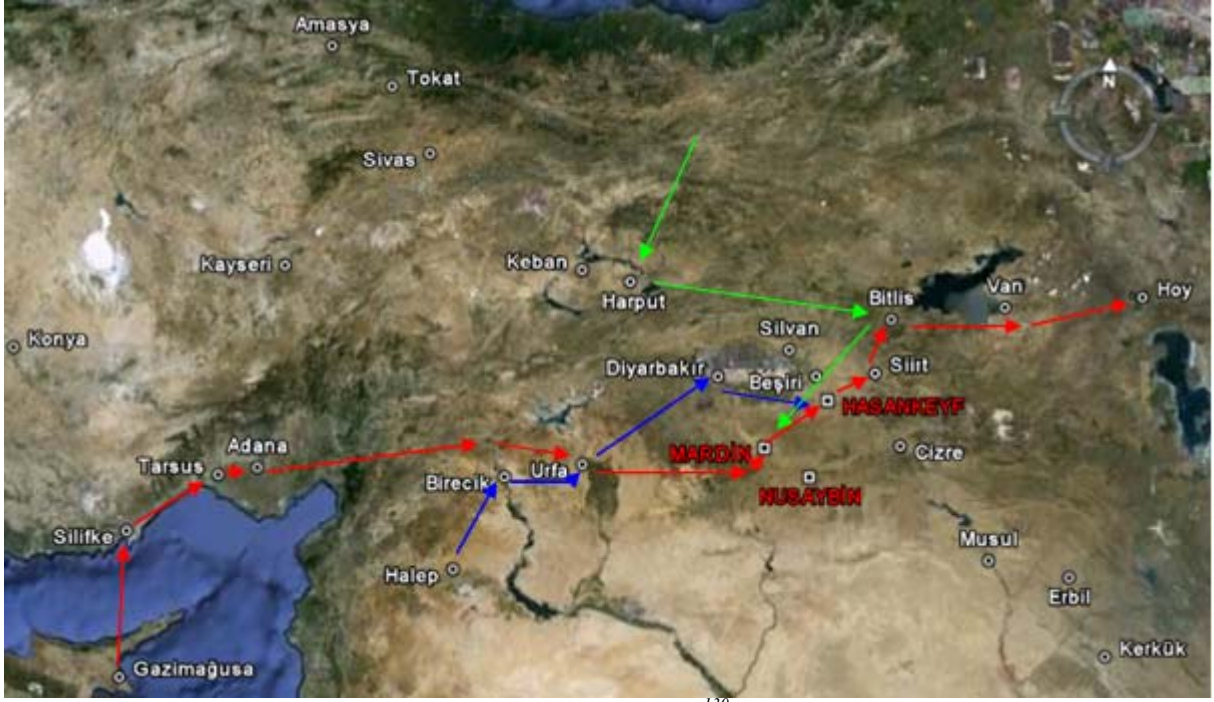 Amasya
N
Tokat
Sivas
Keban
Kayseri
Harput
Bitlis
Van
Hoy
Konya
Silvan
Diyarbakır
Beşiri
Siirt
HASANKEYF
Adana
Tarsus
Birecik
Urfa
MARDİN
Cizre
NUSAYBİN
Silifke
Halep
Musul
Erbil
Gazimağusa
Kerkük